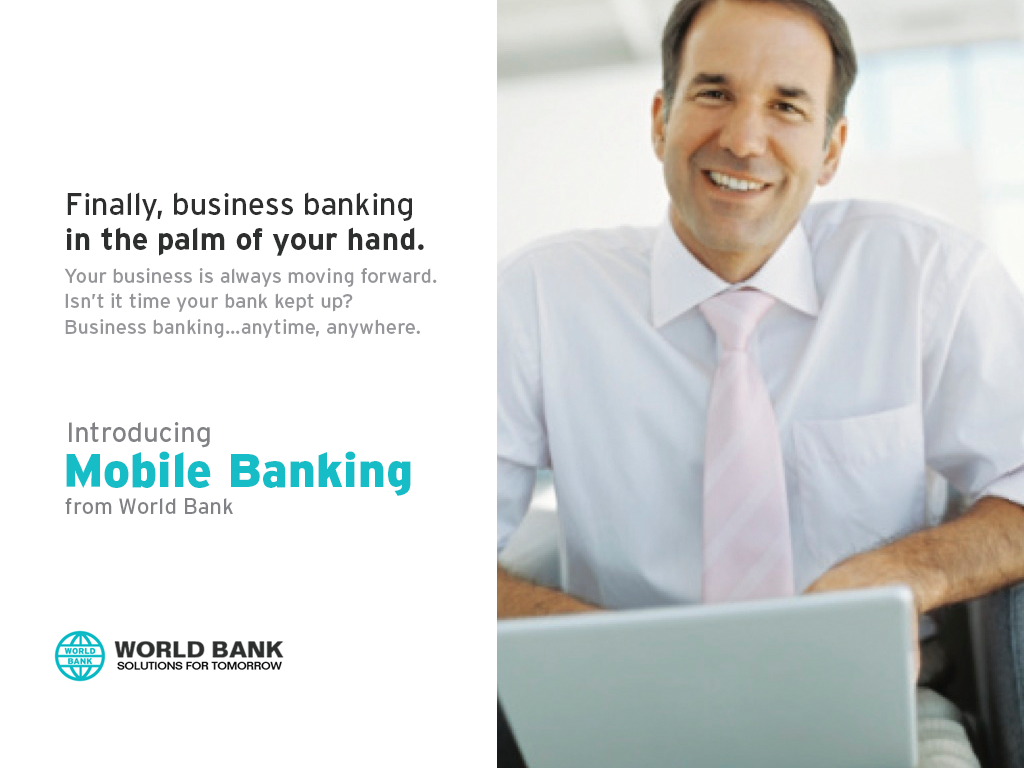 Finally, business banking
in the palm of your hand.
Your business is always moving forward.
Isn't it time your bank kept up?
Business banking...anytime, anywhere.
Introducing
Mobile Banking
from World Bank
WORLD
BANK
WORLD BANK
SOLUTIONS FOR TOMORROW